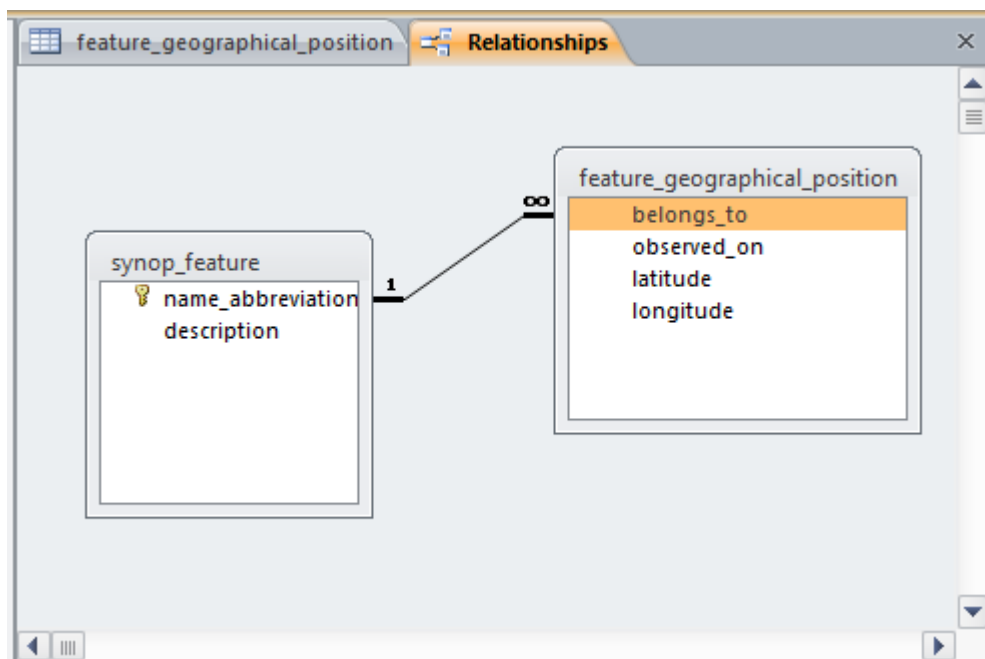 feature_geographical_position
Relationships
feature_geographical_position
∞
belongs_to
observed_on
latitude
longitude
synop_feature
1
name_abbreviation
description